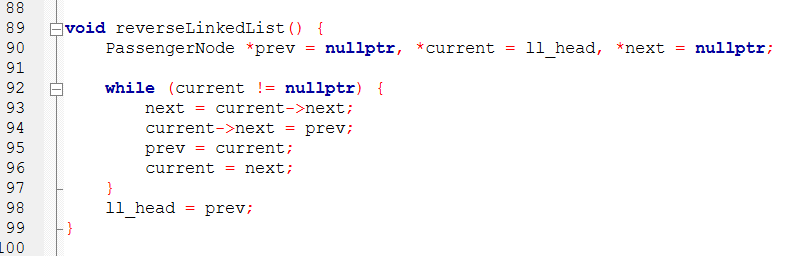 88
89 void reverseLinkedList() {
90     PassengerNode *prev = nullptr, *current = ll_head, *next = nullptr;
91
92     while (current != nullptr) {
93         next = current->next;
94         current->next = prev;
95         prev = current;
96         current = next;
97     }
98     ll_head = prev;
99 }
100